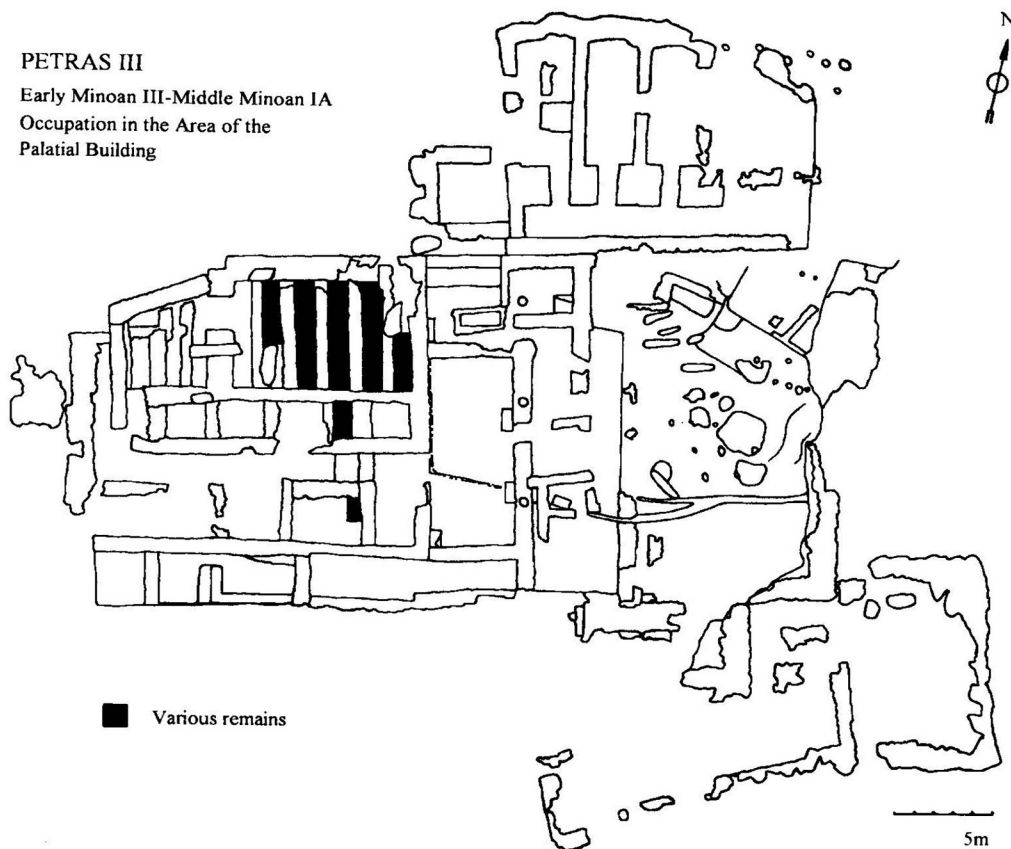 PETRAS III
Early Minoan III-Middle Minoan IA
Occupation in the Area of the
Palatial Building
N
Various remains
5m